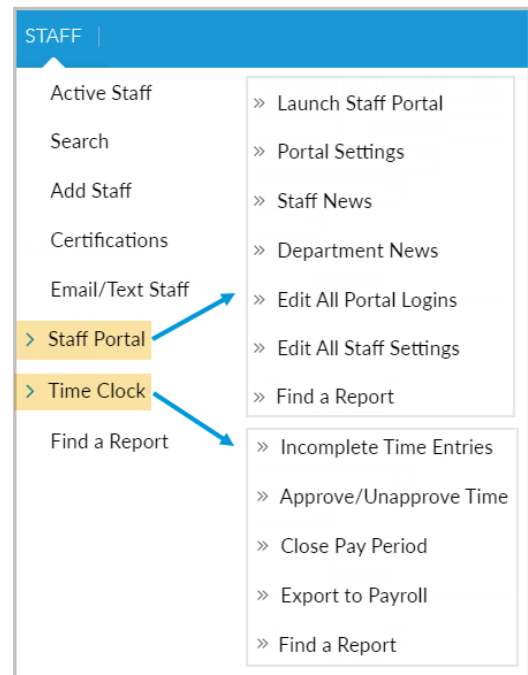 STAFF |
Active Staff
Search
Add Staff
Certifications
Email/Text Staff
> Staff Portal
> Time Clock
Find a Report
» Launch Staff Portal
» Portal Settings
» Staff News
» Department News
» Edit All Portal Logins
» Edit All Staff Settings
» Find a Report
» Incomplete Time Entries
» Approve/Unapprove Time
» Close Pay Period
» Export to Payroll
» Find a Report